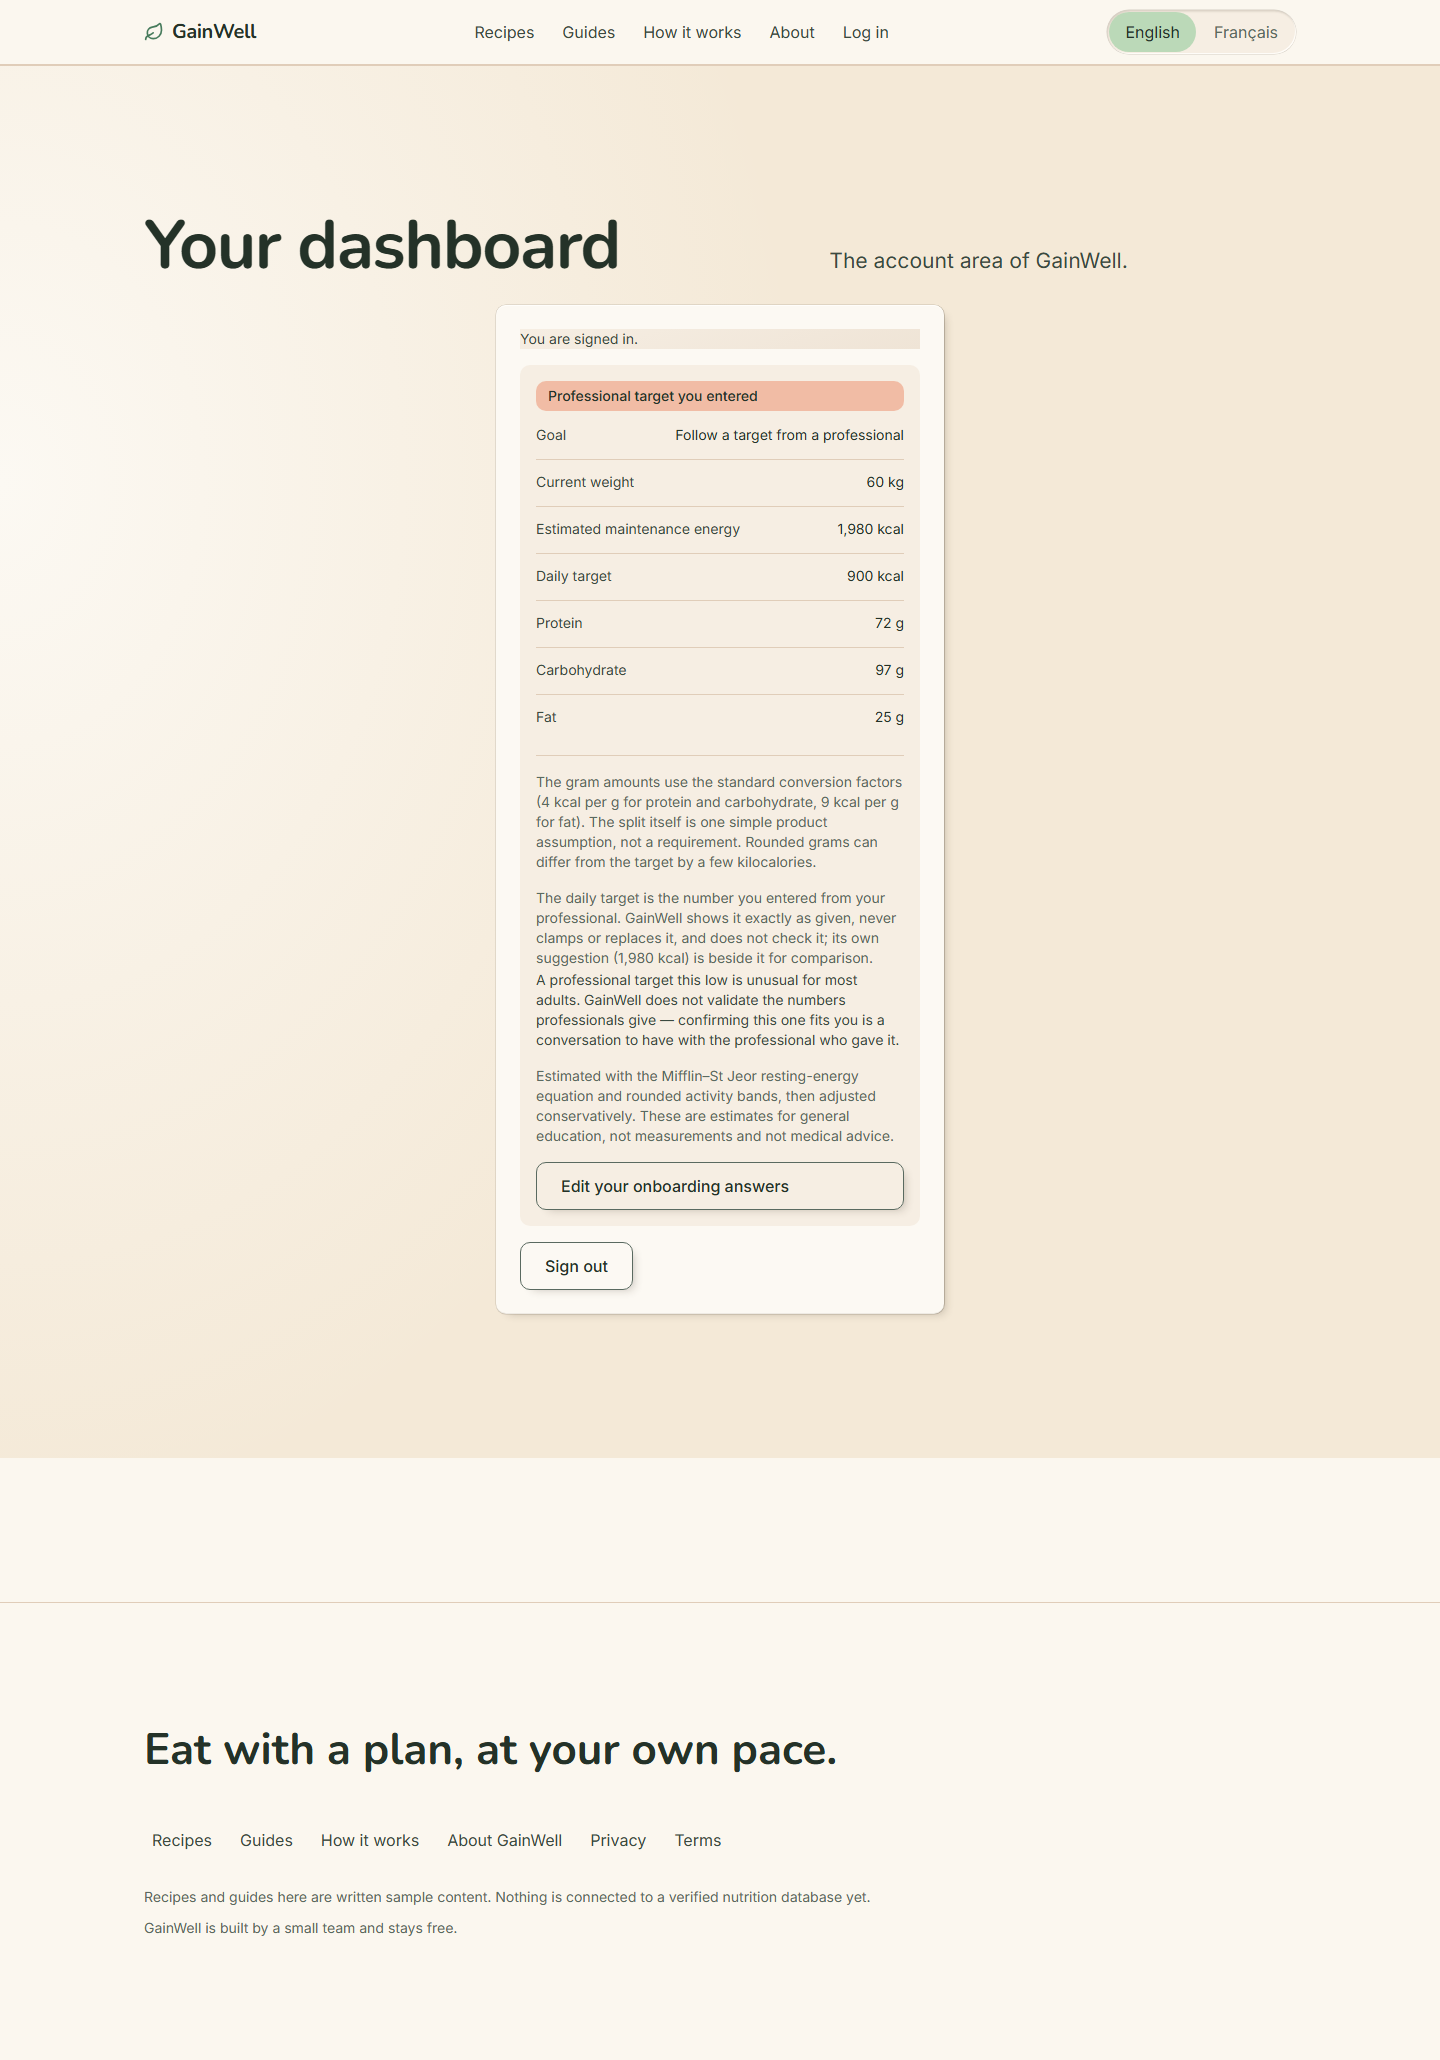 GainWell
Recipes
Guides
How it works
About
Log in
English
Français
Your dashboard
The account area of GainWell.
You are signed in.
Professional target you entered
Goal
Follow a target from a professional
Current weight
60 kg
Estimated maintenance energy
1,980 kcal
Daily target
900 kcal
Protein
72 g
Carbohydrate
97 g
Fat
25 g
The gram amounts use the standard conversion factors
(4 kcal per g for protein and carbohydrate, 9 kcal per g
for fat). The split itself is one simple product
assumption, not a requirement. Rounded grams can
differ from the target by a few kilocalories.
The daily target is the number you entered from your
professional. GainWell shows it exactly as given, never
clamps or replaces it, and does not check it; its own
suggestion (1,980 kcal) is beside it for comparison.
A professional target this low is unusual for most
adults. GainWell does not validate the numbers
professionals give — confirming this one fits you is a
conversation to have with the professional who gave it.
Estimated with the Mifflin–St Jeor resting-energy
equation and rounded activity bands, then adjusted
conservatively. These are estimates for general
education, not measurements and not medical advice.
Edit your onboarding answers
Sign out
Eat with a plan, at your own pace.
Recipes
Guides
How it works
About GainWell
Privacy
Terms
Recipes and guides here are written sample content. Nothing is connected to a verified nutrition database yet.
GainWell is built by a small team and stays free.